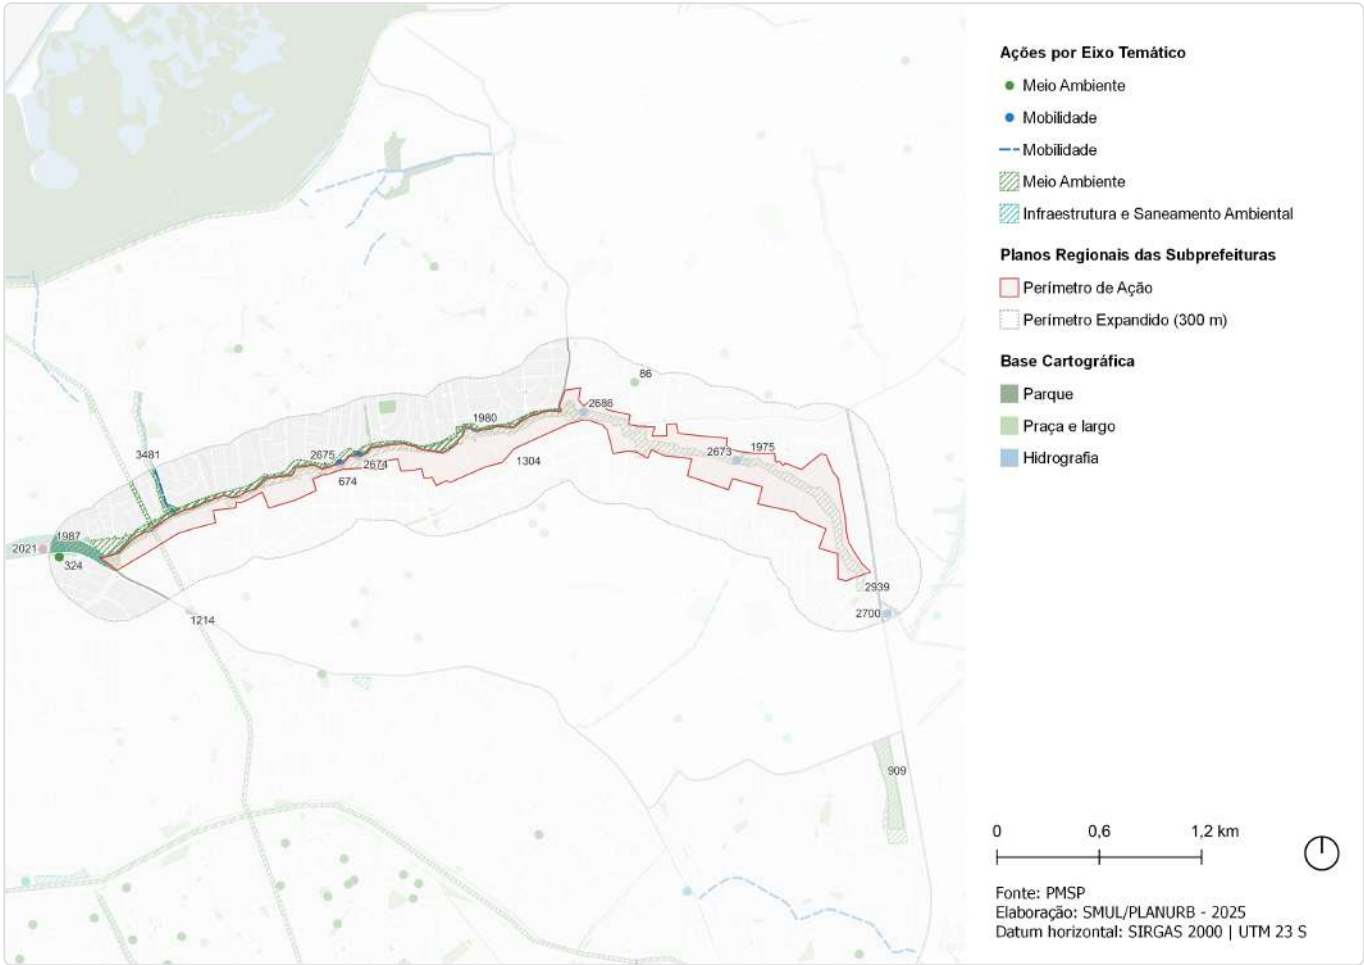 Ações por Eixo Temático
Meio Ambiente
Mobilidade
Mobilidade
Meio Ambiente
Infraestrutura e Saneamento Ambiental
Planos Regionais das Subprefeituras
Perímetro de Ação
Perímetro Expandido (300 m)
Base Cartográfica
Parque
Praça e largo
Hidrografia
86
2686
1980
3481
2675
2674
674
1304
2673
1975
1987
2021
324
1214
2939
2700
909
0 0,6 1,2 km
Fonte: PMSP
Elaboração: SMUL/PLANURB - 2025
Datum horizontal: SIRGAS 2000 | UTM 23 S